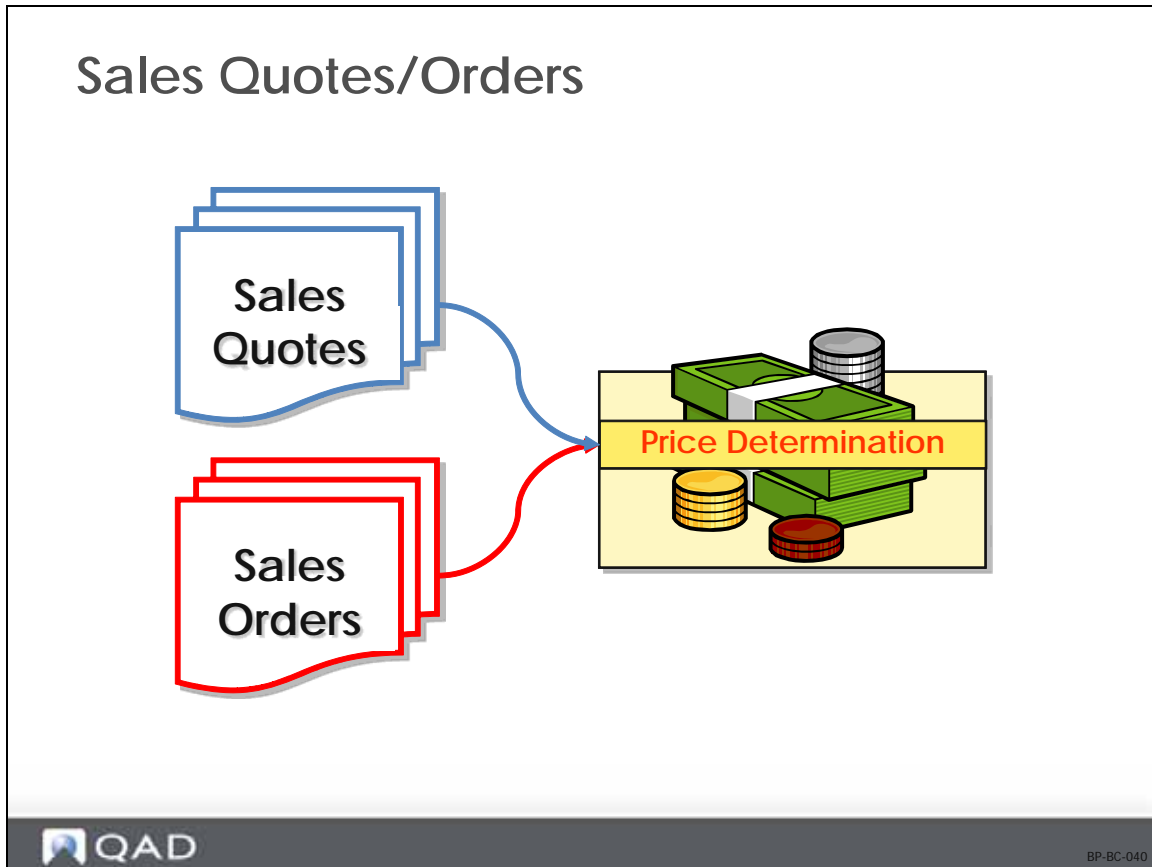 Sales Quotes/Orders
Sales
Quotes
Price Determination
Sales
Orders
QAD
BP-BC-040